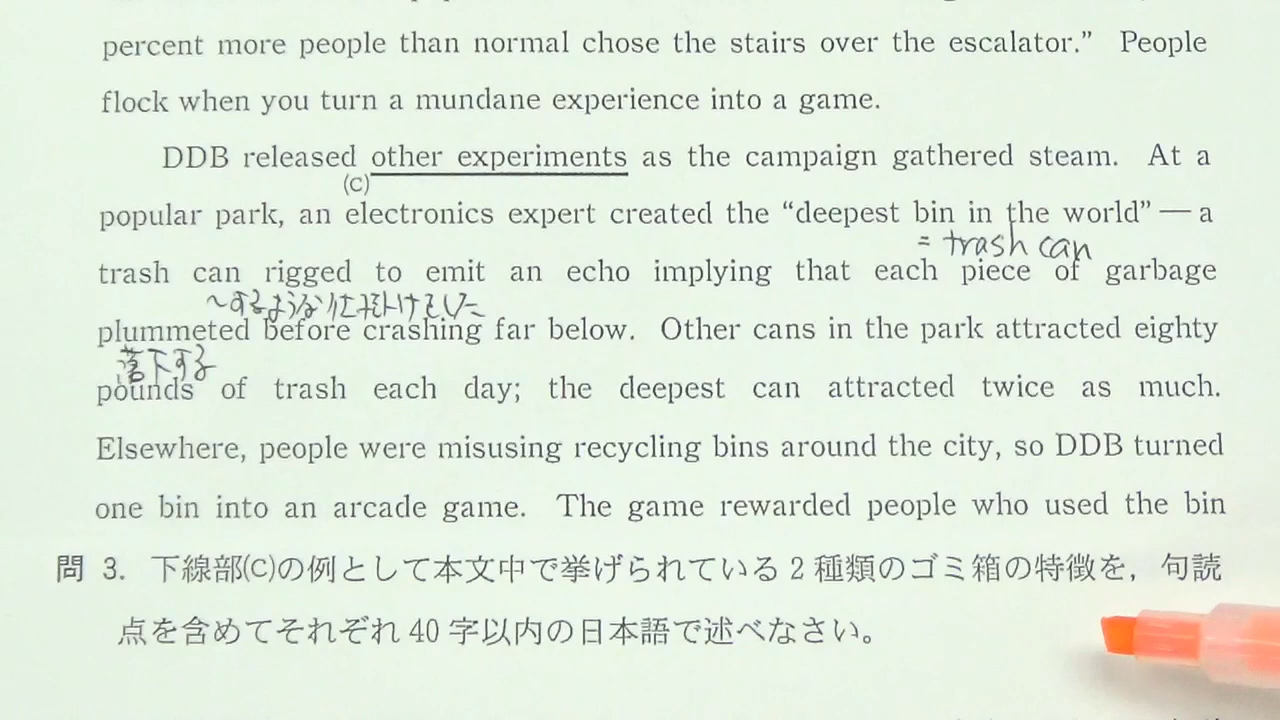 percent more people than normal chose the stairs over the escalator.” People
flock when you turn a mundane experience into a game.
DDB released other experiments as the campaign gathered steam. At a
(C)
popular park, an electronics expert created the “deepest bin in the world” — a
= trash can
trash can rigged to emit an echo implying that each piece of garbage
〜するように手かけをした
plummeted before crashing far below. Other cans in the park attracted eighty
落下する
pounds of trash each day; the deepest can attracted twice as much.
Elsewhere, people were misusing recycling bins around the city, so DDB turned
one bin into an arcade game. The game rewarded people who used the bin
問 3. 下線部(C)の例として本文中で挙げられている 2 種類のゴミ箱の特徴を，句読
点を含めてそれぞれ 40 字以内の日本語で述べなさい。